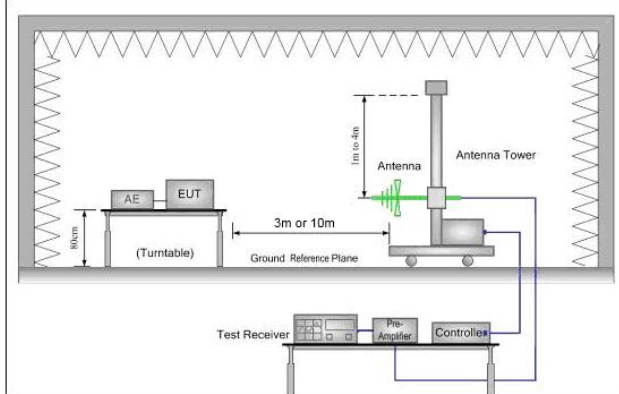 1m to 4m
Antenna
Antenna Tower
AE
EUT
80cm
(Turntable)
3m or 10m
Ground Reference Plane
Test Receiver
Pre-
Amplifier
Controller